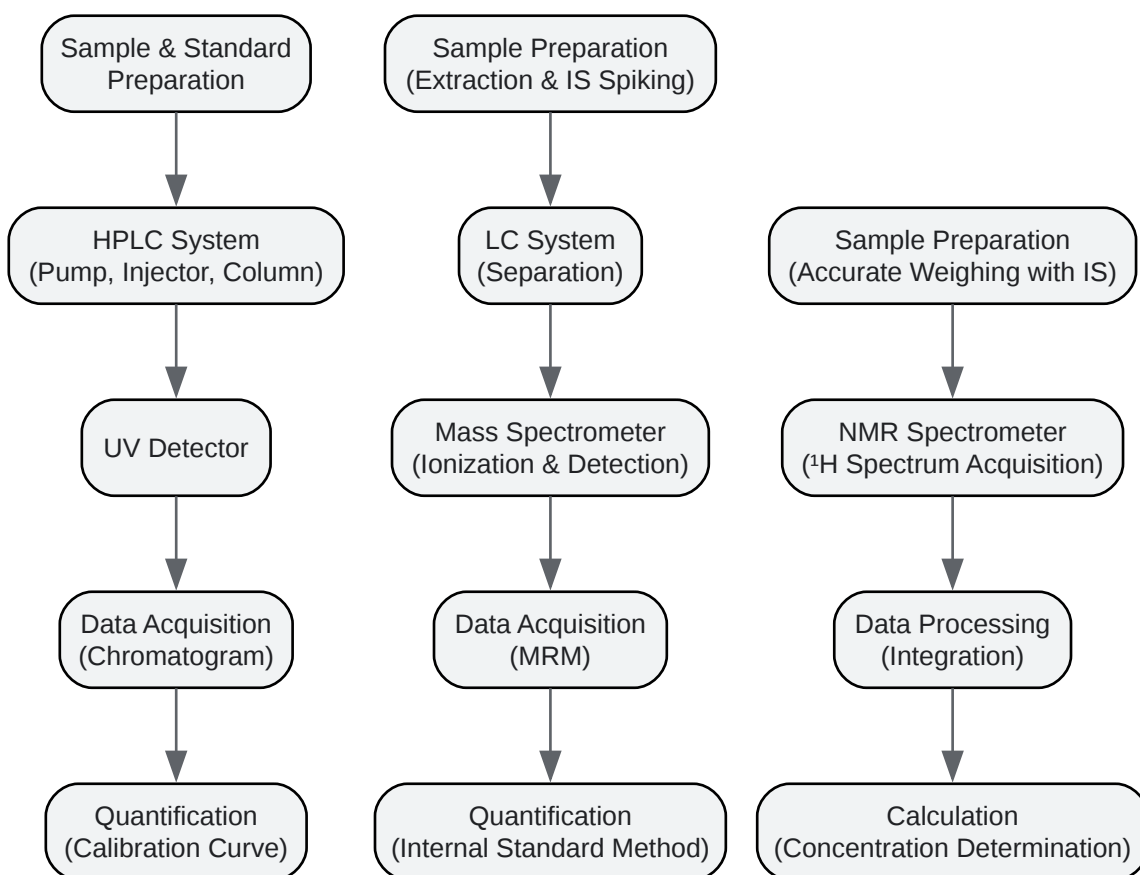 Sample & Standard
Preparation
HPLC System
(Pump, Injector, Column)
UV Detector
Data Acquisition
(Chromatogram)
Quantification
(Calibration Curve)
Sample Preparation
(Extraction & IS Spiking)
LC System
(Separation)
Mass Spectrometer
(Ionization & Detection)
Data Acquisition
(MRM)
Quantification
(Internal Standard Method)
Sample Preparation
(Accurate Weighing with IS)
NMR Spectrometer
(¹H Spectrum Acquisition)
Data Processing
(Integration)
Calculation
(Concentration Determination)